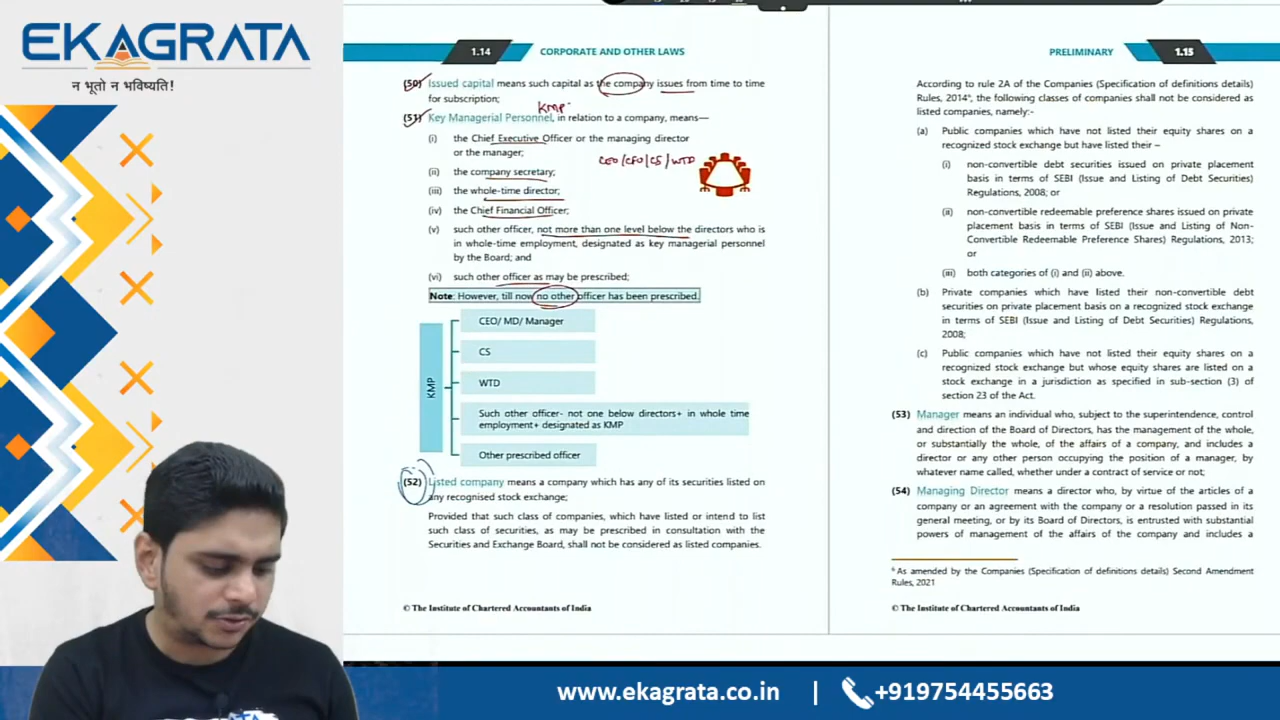 EKAGRATA
न भूतो न भविष्यति!
1.14 CORPORATE AND OTHER LAWS
(50) Issued capital means such capital as the company issues from time to time
for subscription;
KMP
(51) Key Managerial Personnel, in relation to a company, means—
(i) the Chief Executive Officer or the managing director
or the manager;
CEO/CFO/CS/WTD
(ii) the company secretary;
(iii) the whole-time director;
(iv) the Chief Financial Officer;
(v) such other officer, not more than one level below the directors who is
in whole-time employment, designated as key managerial personnel
by the Board; and
(vi) such other officer as may be prescribed;
Note: However, till now no other officer has been prescribed.
KMP
CEO/ MD/ Manager
CS
WTD
Such other officer- not one below directors+ in whole time
employment+ designated as KMP
Other prescribed officer
(52) Listed company means a company which has any of its securities listed on
any recognised stock exchange;
Provided that such class of companies, which have listed or intend to list
such class of securities, as may be prescribed in consultation with the
Securities and Exchange Board, shall not be considered as listed companies.
© The Institute of Chartered Accountants of India
PRELIMINARY 1.15
According to rule 2A of the Companies (Specification of definitions details)
Rules, 2014⁶, the following classes of companies shall not be considered as
listed companies, namely:-
(a) Public companies which have not listed their equity shares on a
recognized stock exchange but have listed their –
(i) non-convertible debt securities issued on private placement
basis in terms of SEBI (Issue and Listing of Debt Securities)
Regulations, 2008; or
(ii) non-convertible redeemable preference shares issued on private
placement basis in terms of SEBI (Issue and Listing of Non-
Convertible Redeemable Preference Shares) Regulations, 2013;
or
(iii) both categories of (i) and (ii) above.
(b) Private companies which have listed their non-convertible debt
securities on private placement basis on a recognized stock exchange
in terms of SEBI (Issue and Listing of Debt Securities) Regulations,
2008;
(c) Public companies which have not listed their equity shares on a
recognized stock exchange but whose equity shares are listed on a
stock exchange in a jurisdiction as specified in sub-section (3) of
section 23 of the Act.
(53) Manager means an individual who, subject to the superintendence, control
and direction of the Board of Directors, has the management of the whole,
or substantially the whole, of the affairs of a company, and includes a
director or any other person occupying the position of a manager, by
whatever name called, whether under a contract of service or not;
(54) Managing Director means a director who, by virtue of the articles of a
company or an agreement with the company or a resolution passed in its
general meeting, or by its Board of Directors, is entrusted with substantial
powers of management of the affairs of the company and includes a
⁶ As amended by the Companies (Specification of definitions details) Second Amendment
Rules, 2021
© The Institute of Chartered Accountants of India
www.ekagrata.co.in | +919754455663